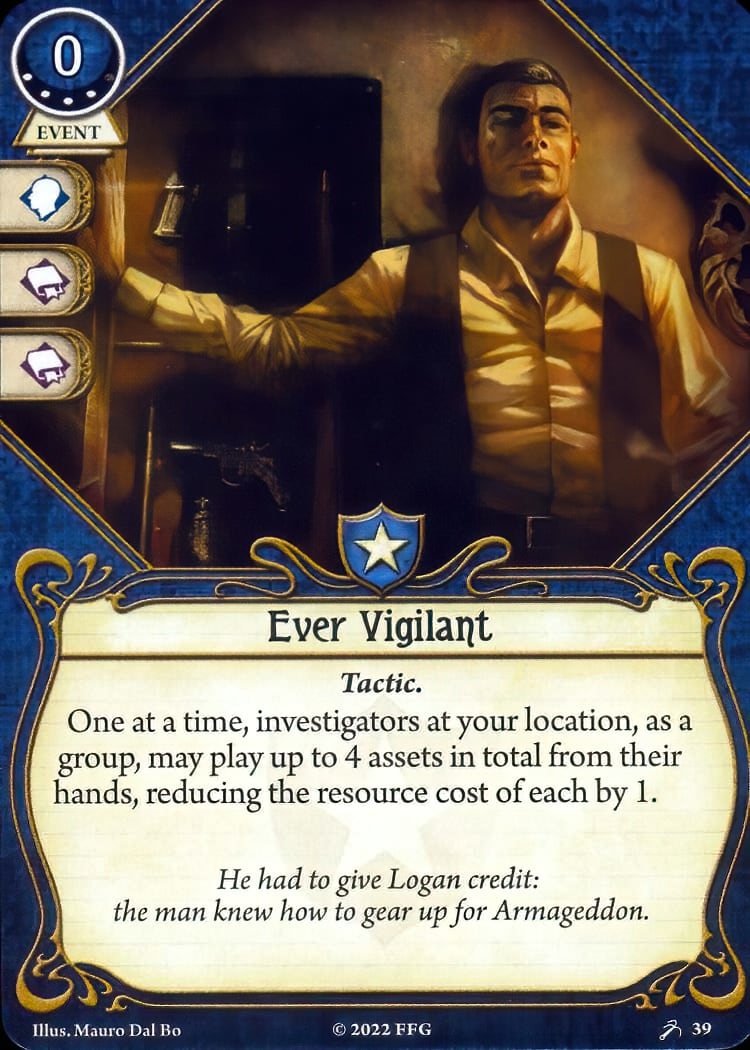 0
EVENT
Ever Vigilant
Tactic.
One at a time, investigators at your location, as a
group, may play up to 4 assets in total from their
hands, reducing the resource cost of each by 1.
He had to give Logan credit:
the man knew how to gear up for Armageddon.
Illus. Mauro Dal Bo
© 2022 FFG
39